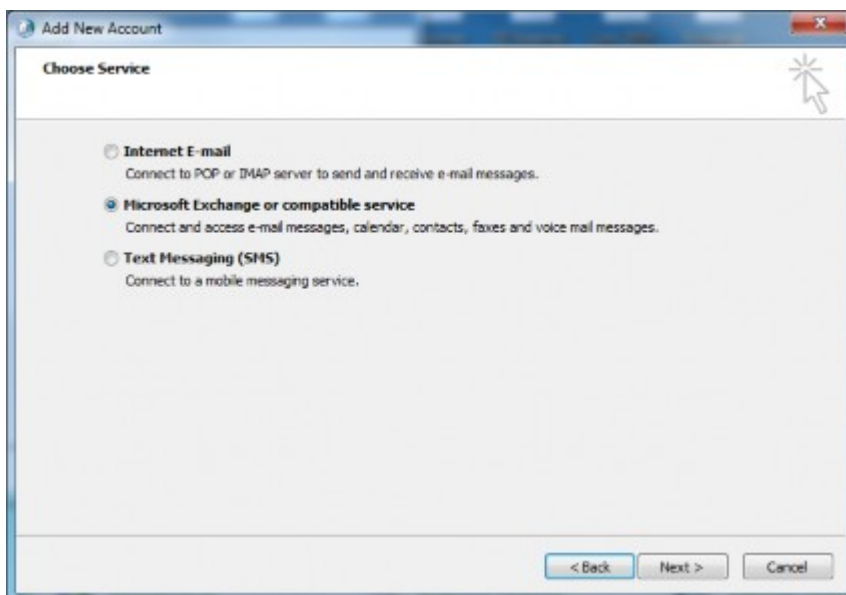 Add New Account
Choose Service
Internet E-mail
Connect to POP or IMAP server to send and receive e-mail messages.
Microsoft Exchange or compatible service
Connect and access e-mail messages, calendar, contacts, faxes and voice mail messages.
Text Messaging (SMS)
Connect to a mobile messaging service.
< Back Next > Cancel